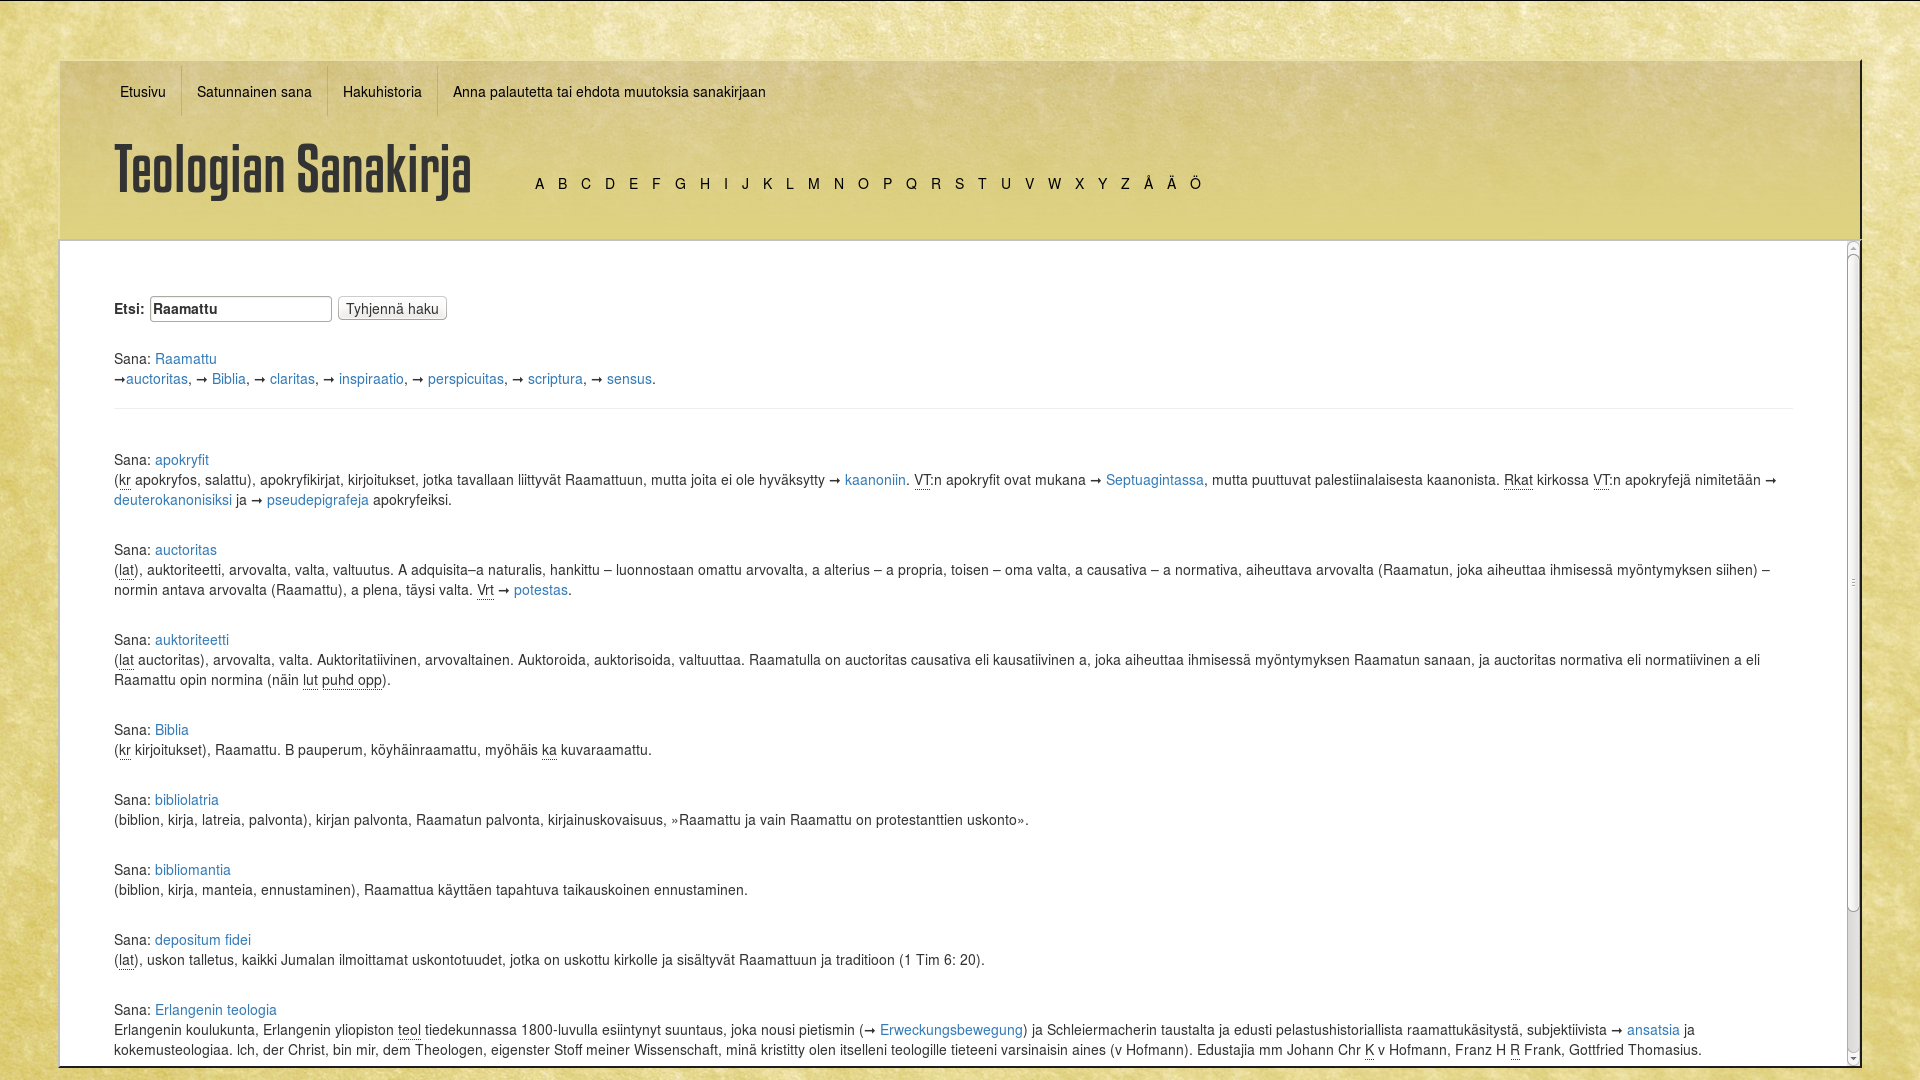 Etusivu Satunnainen sana Hakuhistoria Anna palautetta tai ehdota muutoksia sanakirjaan
Teologian Sanakirja
A B C D E F G H I J K L M N O P Q R S T U V W X Y Z Å Ä Ö
Etsi: Raamattu Tyhjennä haku
Sana: Raamattu
→auctoritas, → Biblia, → claritas, → inspiraatio, → perspicuitas, → scriptura, → sensus.
Sana: apokryfit
(kr apokryfos, salattu), apokryfikirjat, kirjoitukset, jotka tavallaan liittyvät Raamattuun, mutta joita ei ole hyväksytty → kaanoniin. VT:n apokryfit ovat mukana → Septuagintassa, mutta puuttuvat palestiinalaisesta kaanonista. Rkat kirkossa VT:n apokryfejä nimitetään →
deuterokanonisiksi ja → pseudepigrafeja apokryfeiksi.
Sana: auctoritas
(lat), auktoriteetti, arvovalta, valta, valtuutus. A adquisita–a naturalis, hankittu – luonnostaan omattu arvovalta, a alterius – a propria, toisen – oma valta, a causativa – a normativa, aiheuttava arvovalta (Raamatun, joka aiheuttaa ihmisessä myöntymyksen siihen) –
normin antava arvovalta (Raamattu), a plena, täysi valta. Vrt → potestas.
Sana: auktoriteetti
(lat auctoritas), arvovalta, valta. Auktoritatiivinen, arvovaltainen. Auktoroida, auktorisoida, valtuuttaa. Raamatulla on auctoritas causativa eli kausatiivinen a, joka aiheuttaa ihmisessä myöntymyksen Raamatun sanaan, ja auctoritas normativa eli normatiivinen a eli
Raamattu opin normina (näin lut puhd opp).
Sana: Biblia
(kr kirjoitukset), Raamattu. B pauperum, köyhäinraamattu, myöhäis ka kuvaraamattu.
Sana: bibliolatria
(biblion, kirja, latreia, palvonta), kirjan palvonta, Raamatun palvonta, kirjainuskovaisuus, »Raamattu ja vain Raamattu on protestanttien uskonto».
Sana: bibliomantia
(biblion, kirja, manteia, ennustaminen), Raamattua käyttäen tapahtuva taikauskoinen ennustaminen.
Sana: depositum fidei
(lat), uskon talletus, kaikki Jumalan ilmoittamat uskontotuudet, jotka on uskottu kirkolle ja sisältyvät Raamattuun ja traditioon (1 Tim 6: 20).
Sana: Erlangenin teologia
Erlangenin koulukunta, Erlangenin yliopiston teol tiedekunnassa 1800-luvulla esiintynyt suuntaus, joka nousi pietismin (→ Erweckungsbewegung) ja Schleiermacherin taustalta ja edusti pelastushistoriallista raamattukäsitystä, subjektiivista → ansatsia ja
kokemusteologiaa. Ich, der Christ, bin mir, dem Theologen, eigenster Stoff meiner Wissenschaft, minä kristitty olen itselleni teologille tieteeni varsinaisin aines (v Hofmann). Edustajia mm Johann Chr K v Hofmann, Franz H R Frank, Gottfried Thomasius.